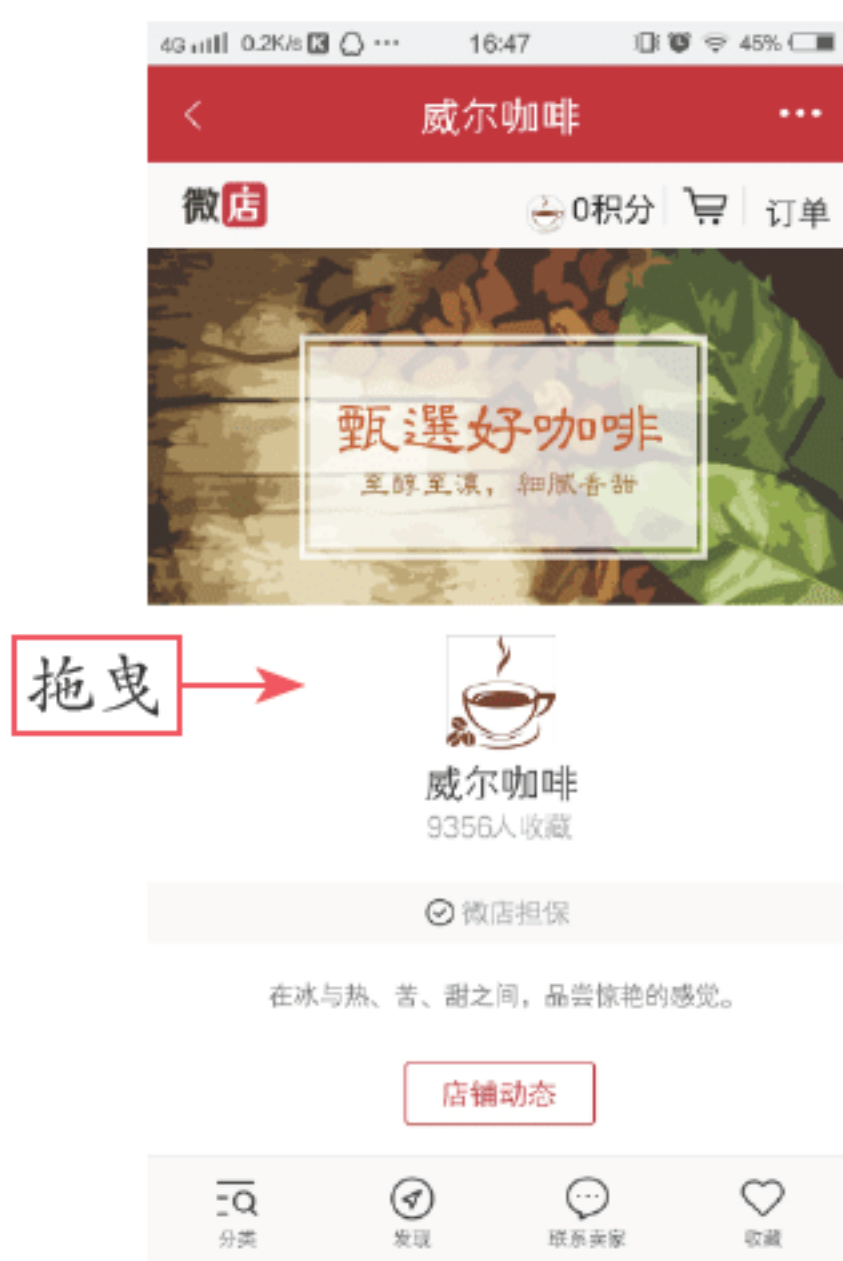 4G 0.2K/s K ··· 16:47 45%
威尔咖啡
微店 0积分 订单
甄選好咖啡
至醇至濃，细腻香甜
拖曳
威尔咖啡
9356人收藏
微店担保
在冰与热、苦、甜之间，品尝惊艳的感觉。
店铺动态
分类 发现 联系卖家 收藏